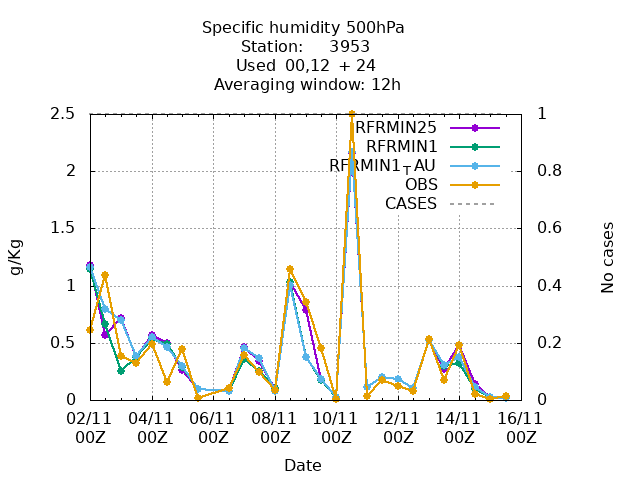 Specific humidity 500hPa
Station: 3953
Used 00,12 + 24
Averaging window: 12h
2.5
2
1.5
1
0.5
0
1
0.8
0.6
0.4
0.2
0
RFRMIN25
RFRMIN1
RFRMIN1TAU
OBS
CASES
g/Kg
No cases
02/11 04/11 06/11 08/11 10/11 12/11 14/11 16/11
00Z 00Z 00Z 00Z 00Z 00Z 00Z 00Z
Date